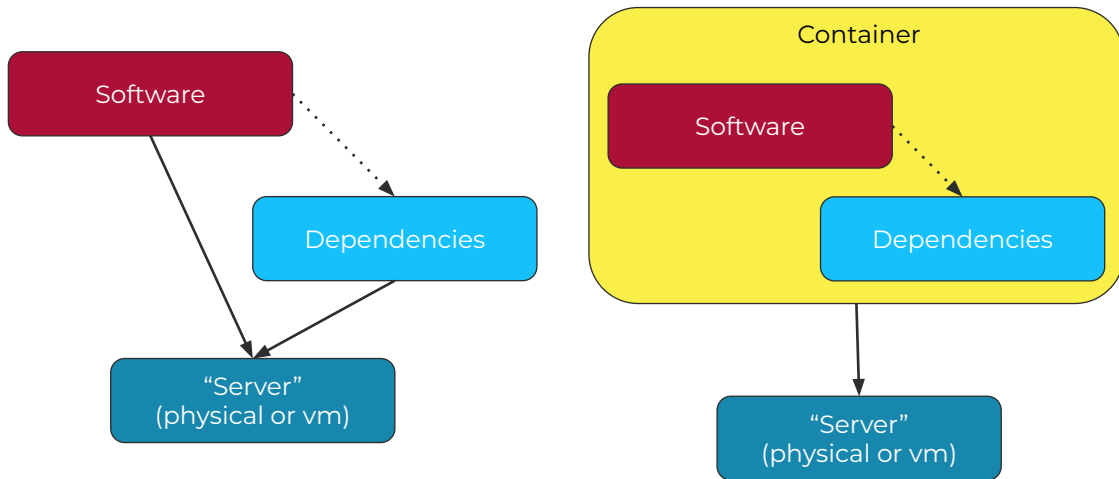 Software
Dependencies
“Server”
(physical or vm)
Container
Software
Dependencies
“Server”
(physical or vm)